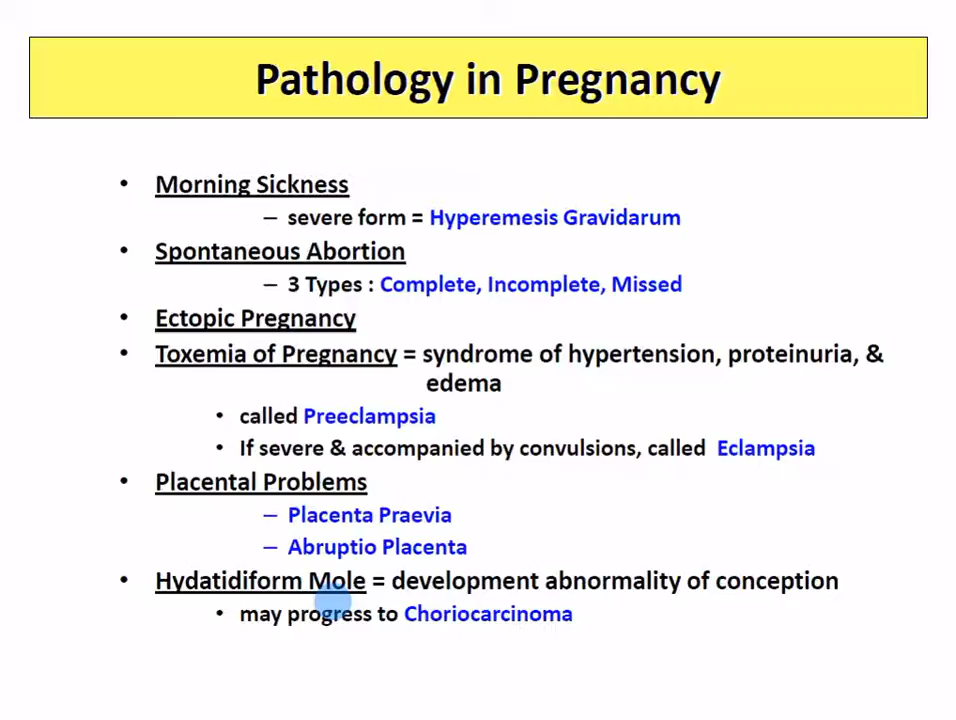 Pathology in Pregnancy
• Morning Sickness
– severe form = Hyperemesis Gravidarum
• Spontaneous Abortion
– 3 Types : Complete, Incomplete, Missed
• Ectopic Pregnancy
• Toxemia of Pregnancy = syndrome of hypertension, proteinuria, &
edema
• called Preeclampsia
• If severe & accompanied by convulsions, called Eclampsia
• Placental Problems
– Placenta Praevia
– Abruptio Placenta
• Hydatidiform Mole = development abnormality of conception
• may progress to Choriocarcinoma